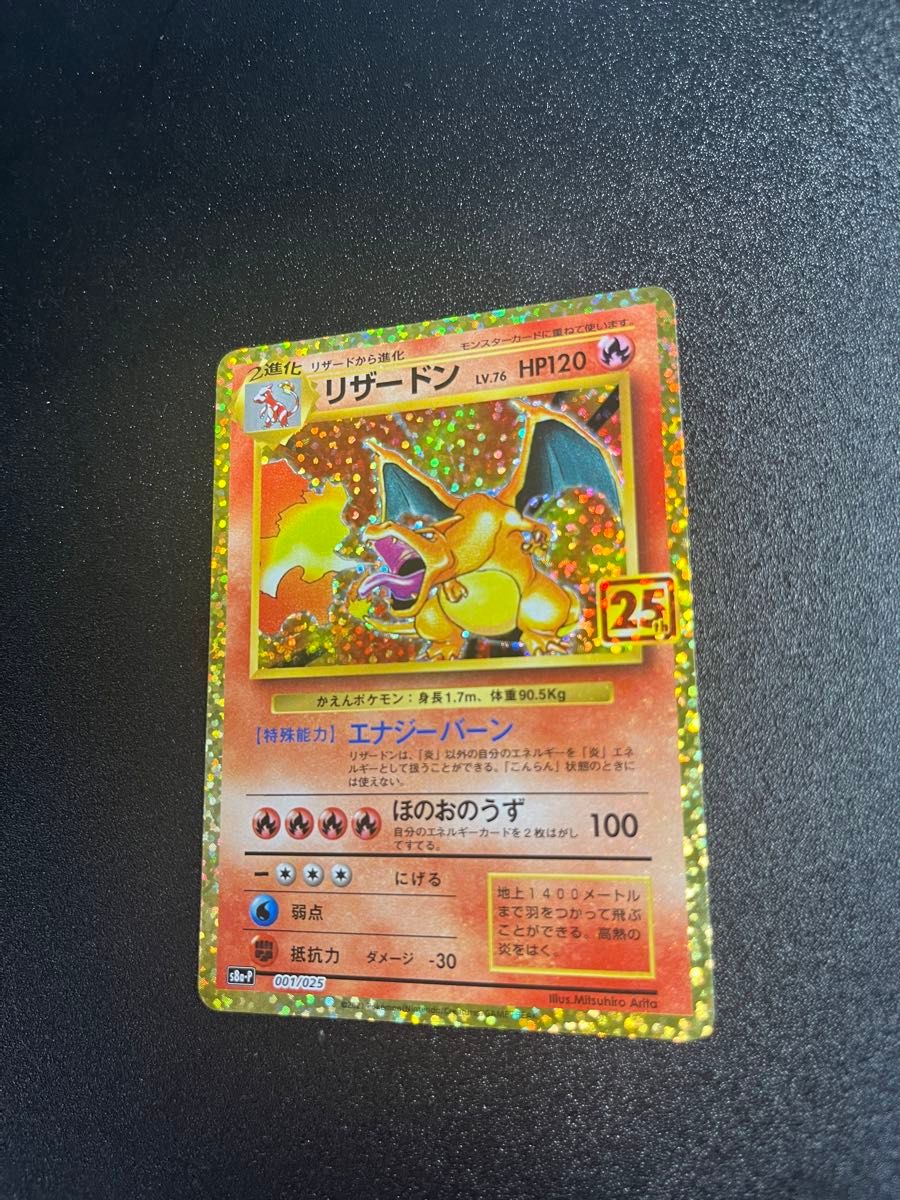 モンスターカードに重ねて使います。
2進化 リザードから進化
リザードン LV.76 HP120
25th
かえんポケモン：身長1.7m、体重90.5Kg
【特殊能力】 エナジーバーン
リザードンは、「炎」以外の自分のエネルギーを「炎」エネ
ルギーとして扱うことができる。「こんらん」状態のときに
は使えない。
ほのおのうず 100
自分のエネルギーカードを2枚はがし
てすてる。
にげる
弱点
抵抗力 ダメージ -30
地上1400メートル
まで羽をつかって飛ぶ
ことができる。高熱の
炎をはく。
s8a-P 001/025
Illus.Mitsuhiro Arita